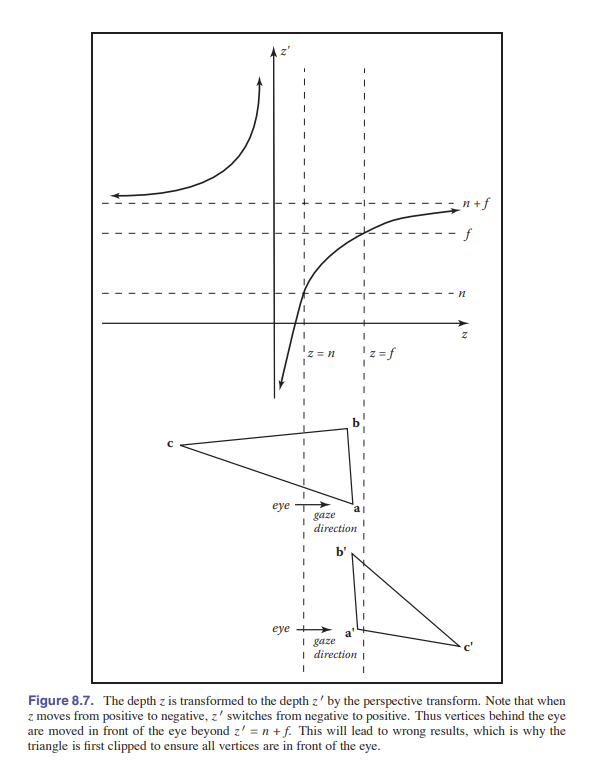 z'
n + f
f
n
z
z = n
z = f
b
c
eye
a
gaze
direction
b'
eye
a'
gaze
direction
c'
Figure 8.7. The depth z is transformed to the depth z' by the perspective transform. Note that when
z moves from positive to negative, z' switches from negative to positive. Thus vertices behind the eye
are moved in front of the eye beyond z' = n + f. This will lead to wrong results, which is why the
triangle is first clipped to ensure all vertices are in front of the eye.